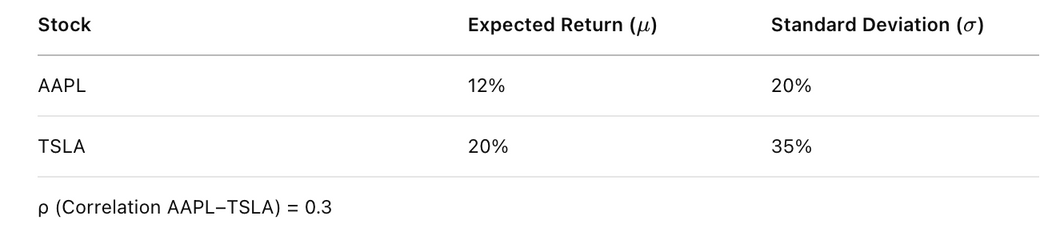 Stock Expected Return (μ) Standard Deviation (σ)
AAPL 12% 20%
TSLA 20% 35%
ρ (Correlation AAPL–TSLA) = 0.3